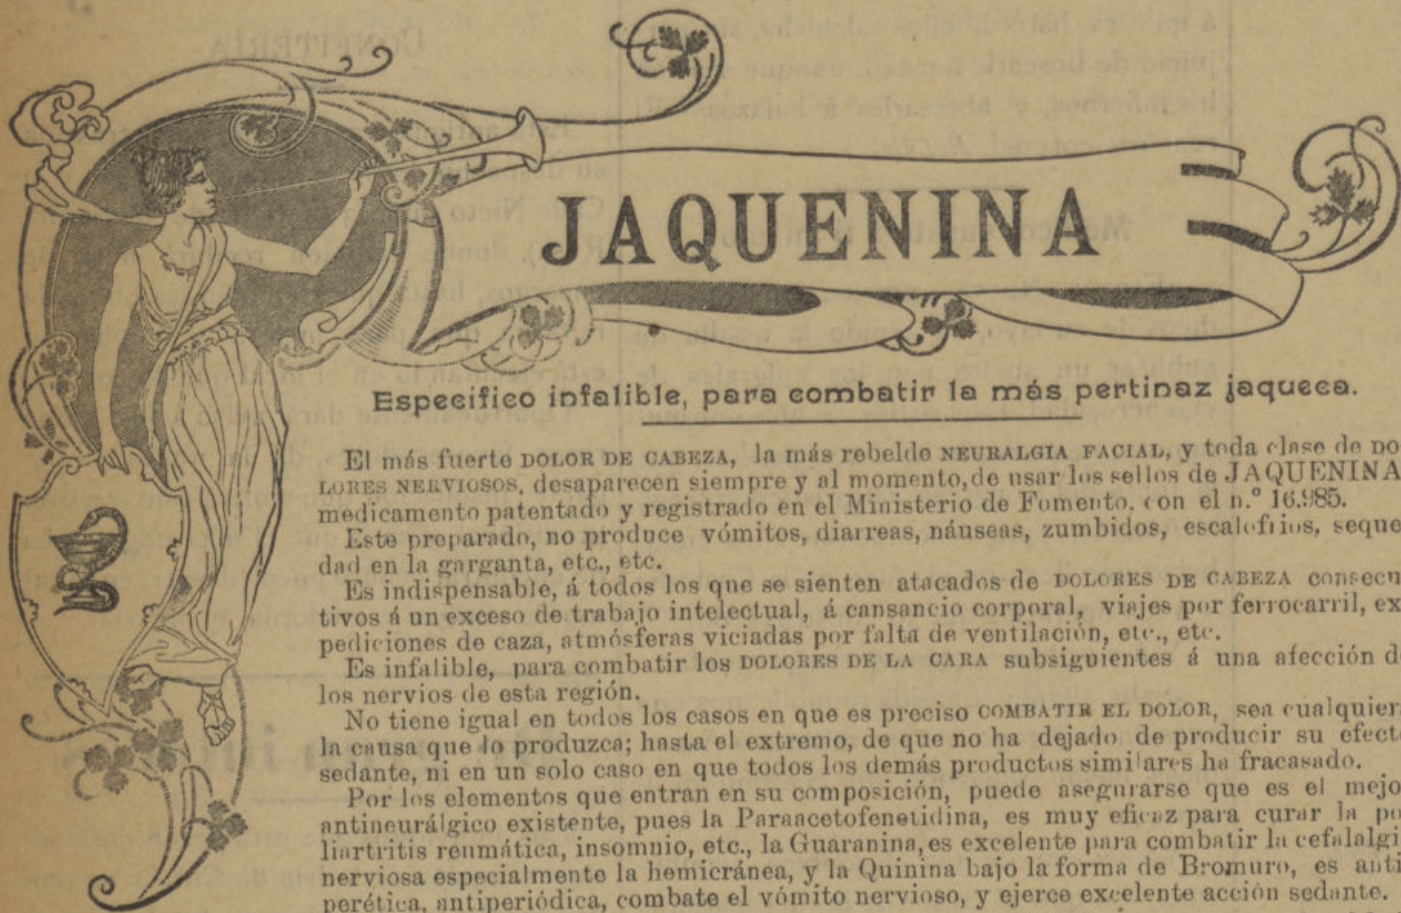 JAQUENINA
Especifico infalible, para combatir la más pertinaz jaqueca.
El más fuerte DOLOR DE CABEZA, la más rebelde NEURALGIA FACIAL, y toda clase de DO
LORES NERVIOSOS, desaparecen siempre y al momento, de usar los sellos de JAQUENINA
medicamento patentado y registrado en el Ministerio de Fomento, con el n.º 16.985.
Este preparado, no produce vómitos, diarreas, náuseas, zumbidos, escalofrios, seque
dad en la garganta, etc., etc.
Es indispensable, á todos los que se sienten atacados de DOLORES DE CABEZA consecu
tivos á un exceso de trabajo intelectual, á cansancio corporal, viajes por ferrocarril, ex
pediciones de caza, atmósferas viciadas por falta de ventilación, etc., etc.
Es infalible, para combatir los DOLORES DE LA CARA subsiguientes á una afección d
los nervios de esta región.
No tiene igual en todos los casos en que es preciso COMBATIR EL DOLOR, sea cualquier
la causa que lo produzca; hasta el extremo, de que no ha dejado de producir su efect
sedante, ni en un solo caso en que todos los demás productos similares ha fracasado.
Por los elementos que entran en su composición, puede asegurarse que es el mejo
antineurálgico existente, pues la Paraacetofenetidina, es muy eficaz para curar la po
liartritis reumática, insomnio, etc., la Guaranina, es excelente para combatir la cefalalgi
nerviosa especialmente la hemicránea, y la Quinina bajo la forma de Bromuro, es anti
perética, antiperiódica, combate el vómito nervioso, y ejerce excelente acción sedante.